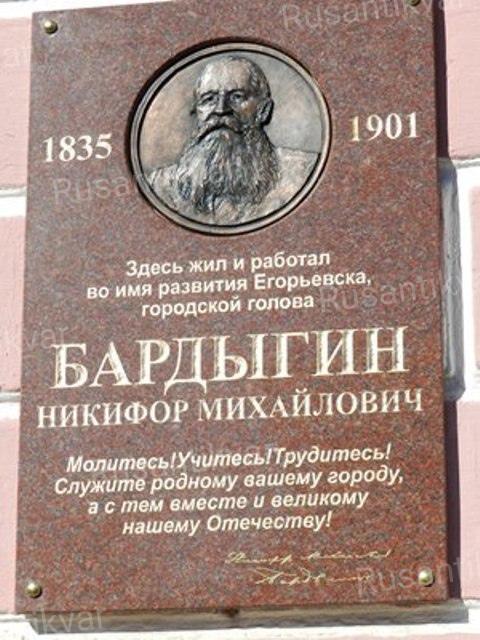 1835
1901
Здесь жил и работал
во имя развития Егорьевска,
городской голова
БАРДЫГИН
НИКИФОР МИХАЙЛОВИЧ
Молитесь!Учитесь!Трудитесь!
Служите родному вашему городу,
а с тем вместе и великому
нашему Отечеству!
Rusantikvar